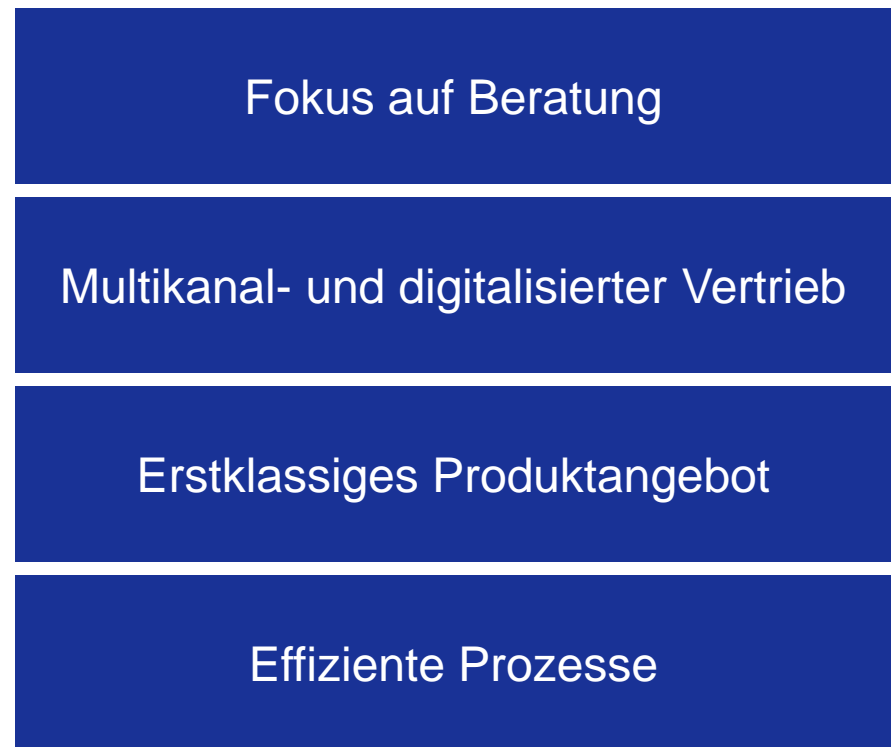 Fokus auf Beratung
Multikanal- und digitalisierter Vertrieb
Erstklassiges Produktangebot
Effiziente Prozesse